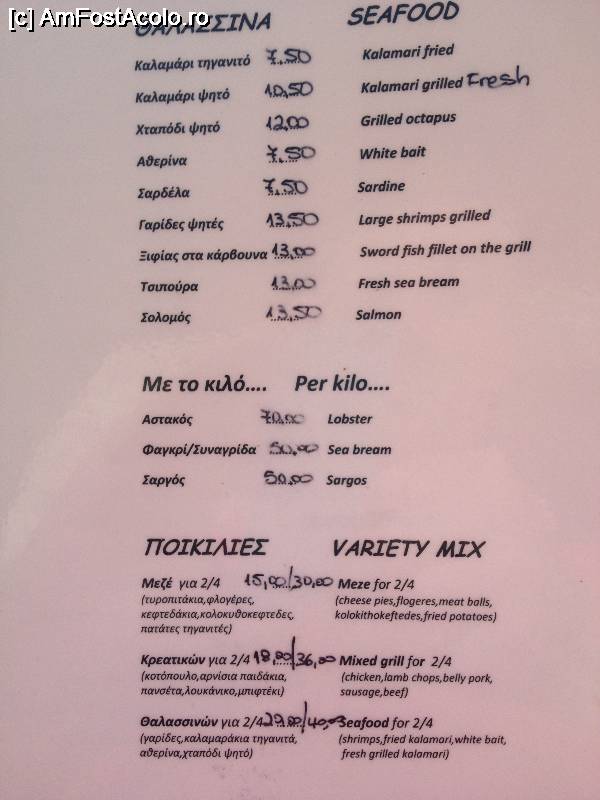 [c] AmFostAcolo.ro
ΘΑΛΑΣΣΙΝΑ SEAFOOD
Καλαμάρι τηγανιτό 7,50 Kalamari fried
Καλαμάρι ψητό 10,50 Kalamari grilled Fresh
Χταπόδι ψητό 12,00 Grilled octapus
Αθερίνα 7,50 White bait
Σαρδέλα 7,50 Sardine
Γαρίδες ψητές 13,50 Large shrimps grilled
Ξιφίας στα κάρβουνα 13,00 Sword fish fillet on the grill
Τσιπούρα 13,00 Fresh sea bream
Σολομός 13,50 Salmon
Με το κιλό.... Per kilo....
Αστακός 70,00 Lobster
Φαγκρί/Συναγρίδα 50,00 Sea bream
Σαργός 50,00 Sargos
ΠΟΙΚΙΛΙΕΣ VARIETY MIX
Μεζέ για 2/4 15,00/30,00 Meze for 2/4
(τυροπιτάκια,φλογέρες, (cheese pies,flogeres,meat balls,
κεφτεδάκια,κολοκυθοκεφτεδες, kolokithokeftedes,fried potatoes)
πατάτες τηγανιτές)
Κρεατικών για 2/4 18,00/36,00 Mixed grill for 2/4
(κοτόπουλο,αρνίσια παιδάκια, (chicken,lamb chops,belly pork,
πανσέτα,λουκάνικο,μπιφτέκι) sausage,beef)
Θαλασσινών για 2/4 /40,00 Seafood for 2/4
(γαρίδες,καλαμαράκια τηγανιτά, (shrimps,fried kalamari,white bait,
αθερίνα,χταπόδι ψητό) fresh grilled kalamari)